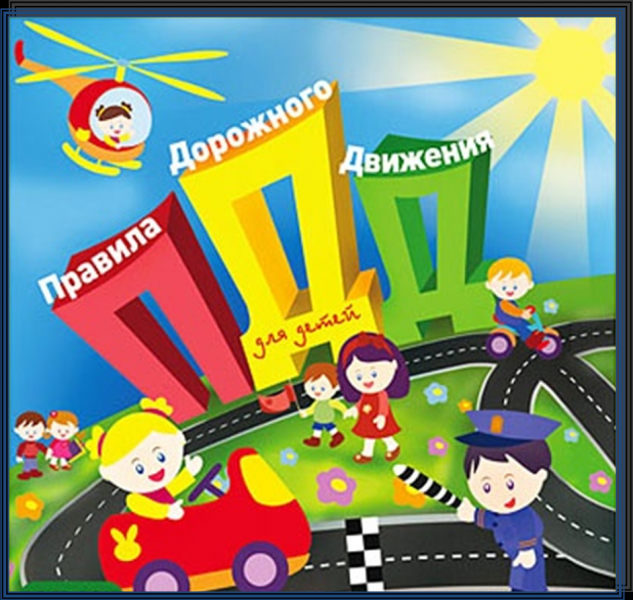 Правила
Дорожного
Движения
ПДД
для детей